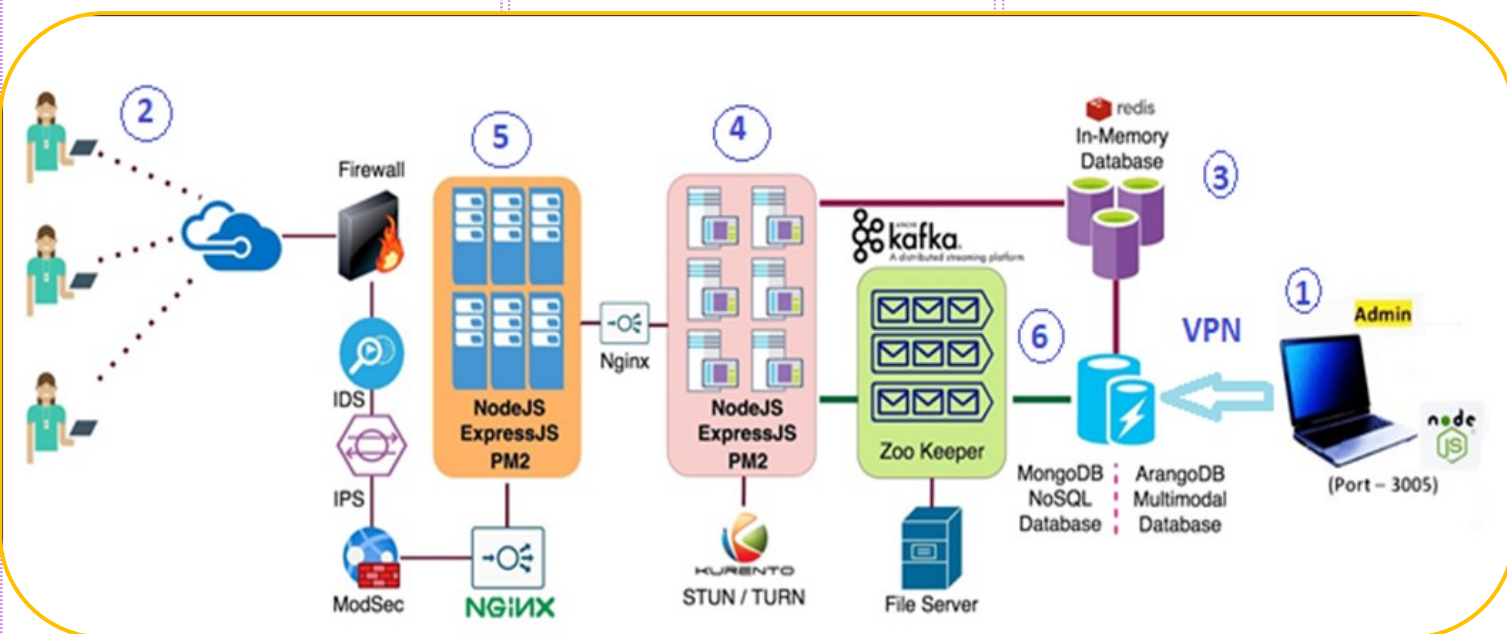 2
Firewall
IDS
IPS
ModSec
5
NodeJS
ExpressJS
PM2
NGiNX
Nginx
4
NodeJS
ExpressJS
PM2
KURENTO
STUN / TURN
APACHE
kafka.
A distributed streaming platform
Zoo Keeper
File Server
redis
In-Memory
Database
3
6
MongoDB
NoSQL
Database
ArangoDB
Multimodal
Database
VPN
1
Admin
node
JS
(Port – 3005)